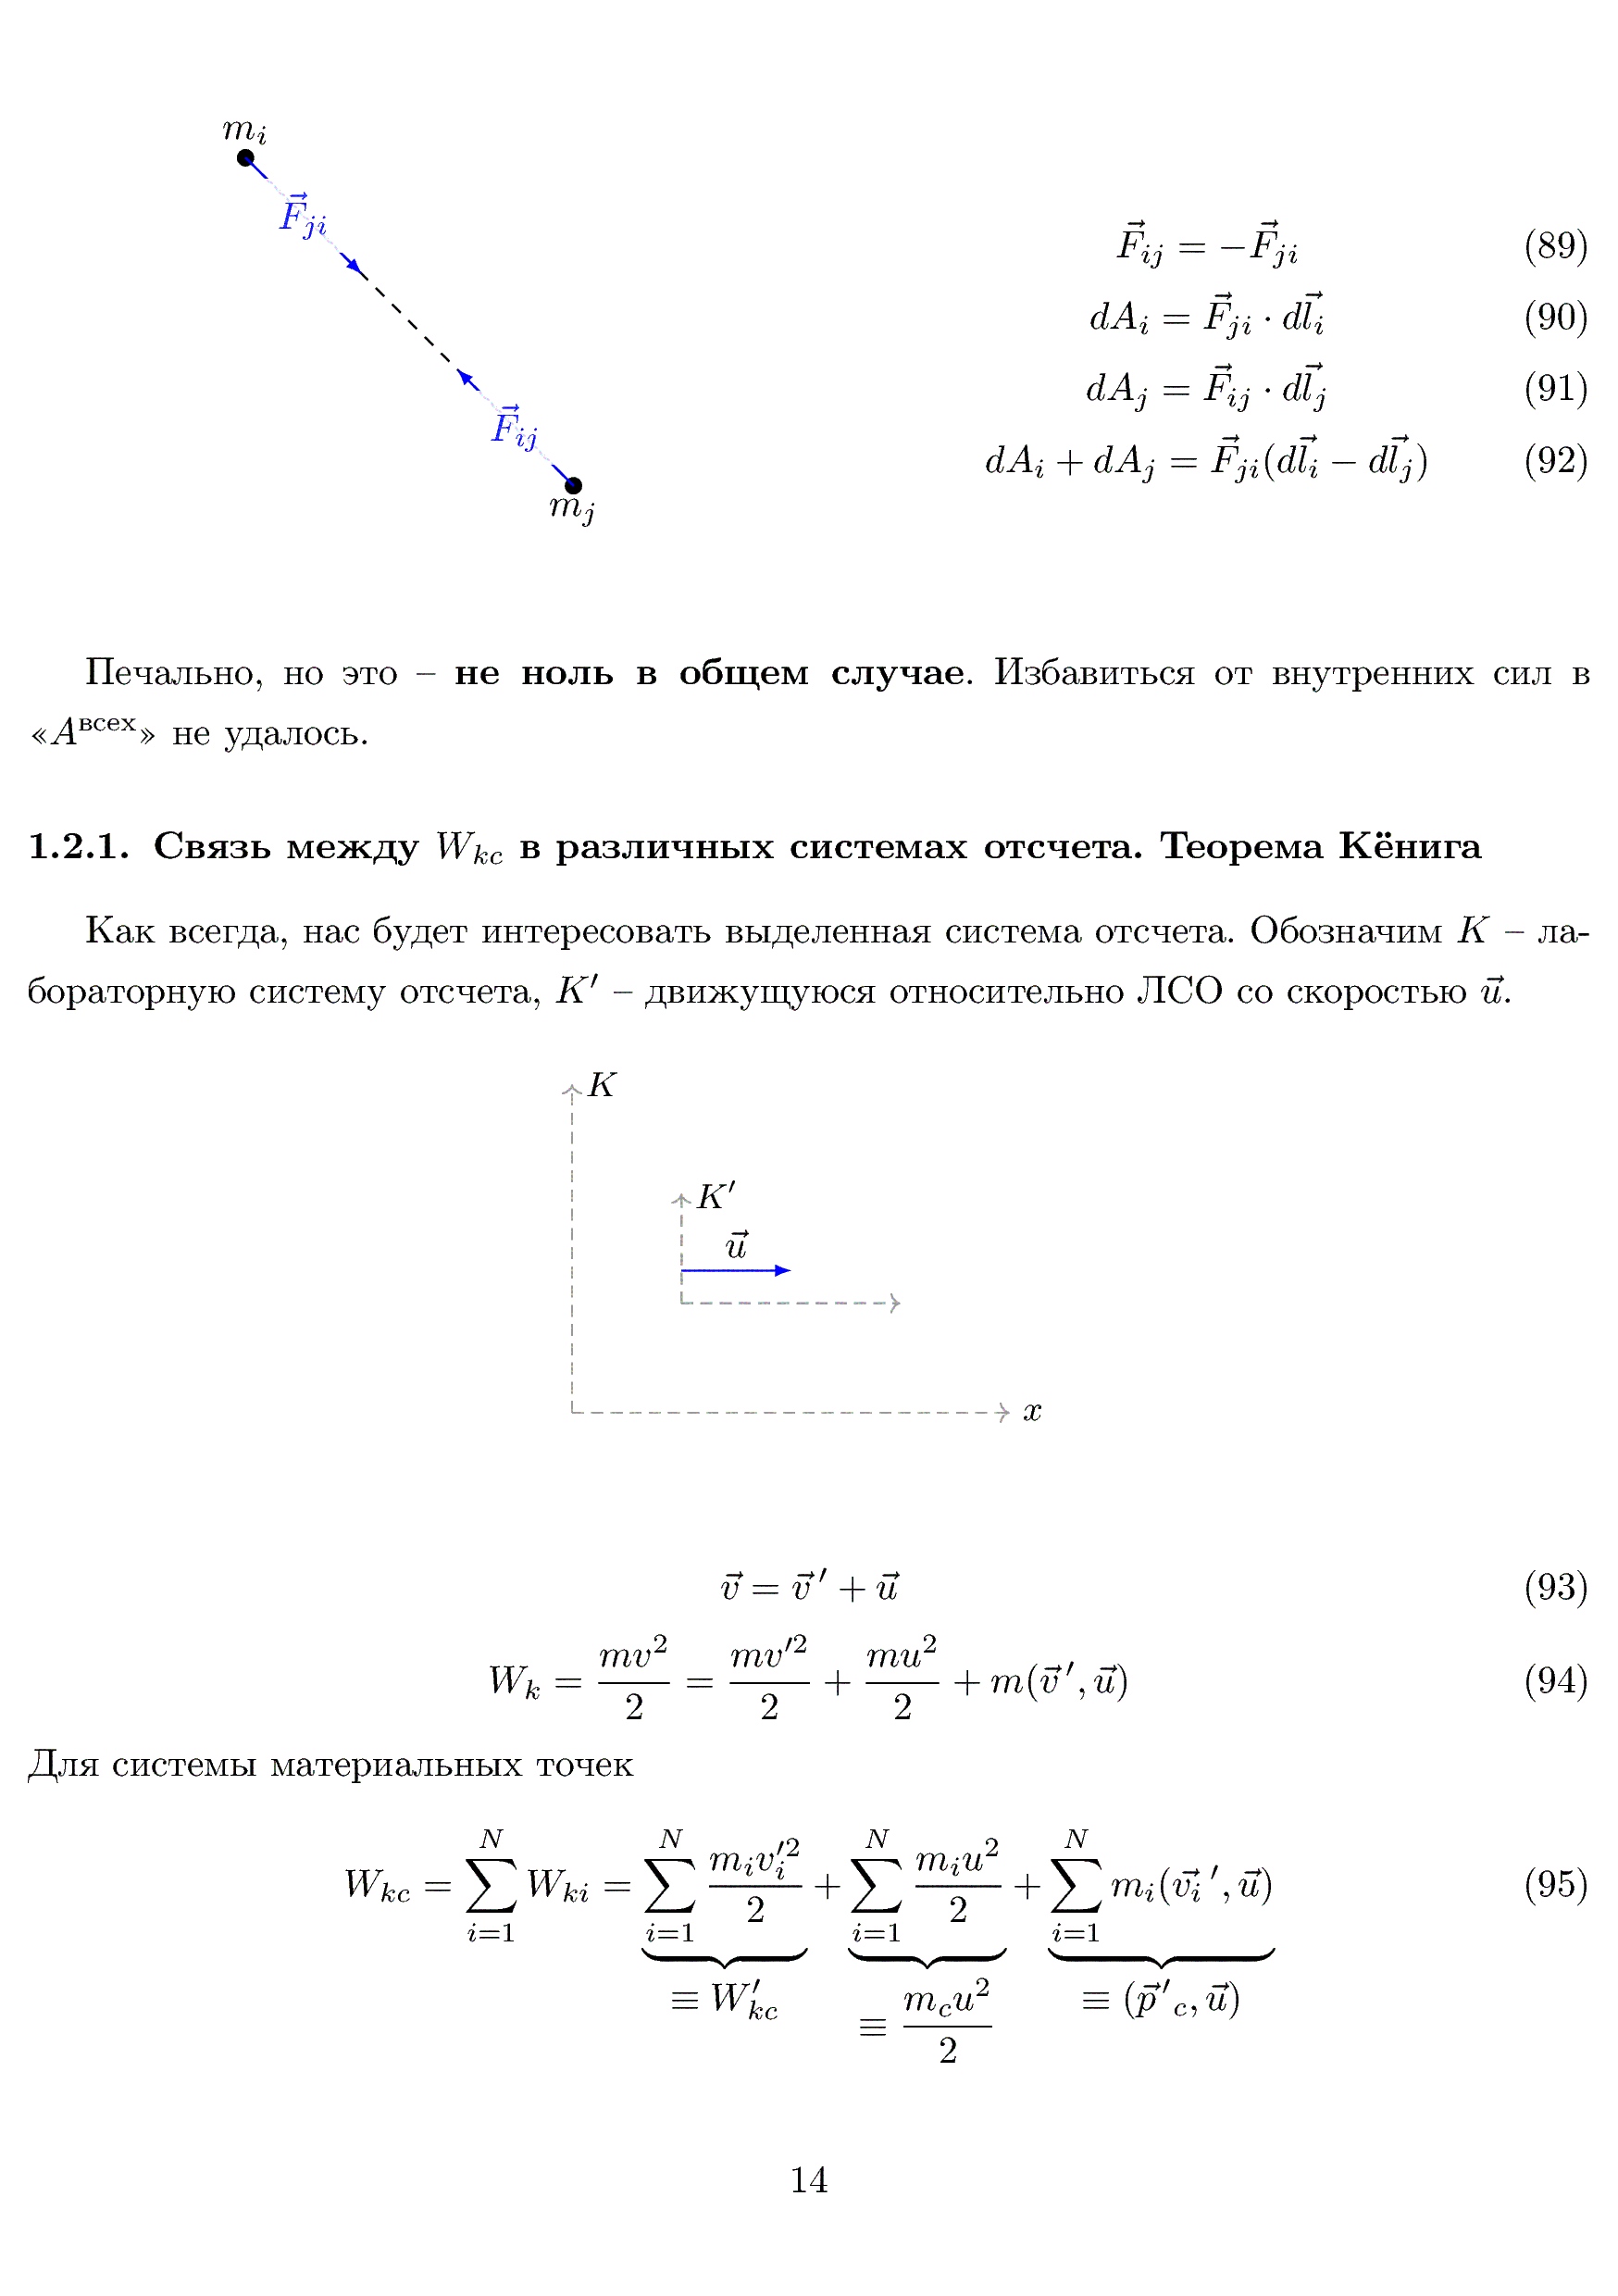 m_i
\vec{F}_{ji}
\vec{F}_{ij}
m_j
\vec{F}_{ij} = -\vec{F}_{ji} (89)
dA_i = \vec{F}_{ji} \cdot d\vec{l}_i (90)
dA_j = \vec{F}_{ij} \cdot d\vec{l}_j (91)
dA_i + dA_j = \vec{F}_{ji}(d\vec{l}_i - d\vec{l}_j) (92)
Печально, но это – не ноль в общем случае. Избавиться от внутренних сил в
«A^{всех}» не удалось.
1.2.1. Связь между W_{kc} в различных системах отсчета. Теорема Кёнига
Как всегда, нас будет интересовать выделенная система отсчета. Обозначим K – ла-
бораторную систему отсчета, K' – движущуюся относительно ЛСО со скоростью \vec{u}.
K
K'
\vec{u}
x
\vec{v} = \vec{v}\,' + \vec{u} (93)
W_k = \frac{mv^2}{2} = \frac{mv'^2}{2} + \frac{mu^2}{2} + m(\vec{v}\,', \vec{u}) (94)
Для системы материальных точек
W_{kc} = \sum_{i=1}^{N} W_{ki} = \underbrace{\sum_{i=1}^{N} \frac{m_i v_i'^2}{2}}_{\equiv W'_{kc}} + \underbrace{\sum_{i=1}^{N} \frac{m_i u^2}{2}}_{\equiv \frac{m_c u^2}{2}} + \underbrace{\sum_{i=1}^{N} m_i(\vec{v_i}\,', \vec{u})}_{\equiv (\vec{p}\,'_c, \vec{u})} (95)
14